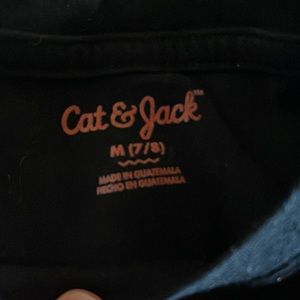 Cat & Jack™
M (7/8)
MADE IN GUATEMALA
HECHO EN GUATEMALA